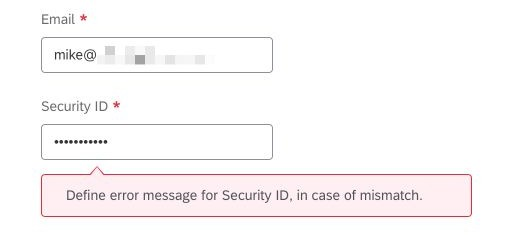 Email *
mike@
Security ID *
•••••••••••
Define error message for Security ID, in case of mismatch.